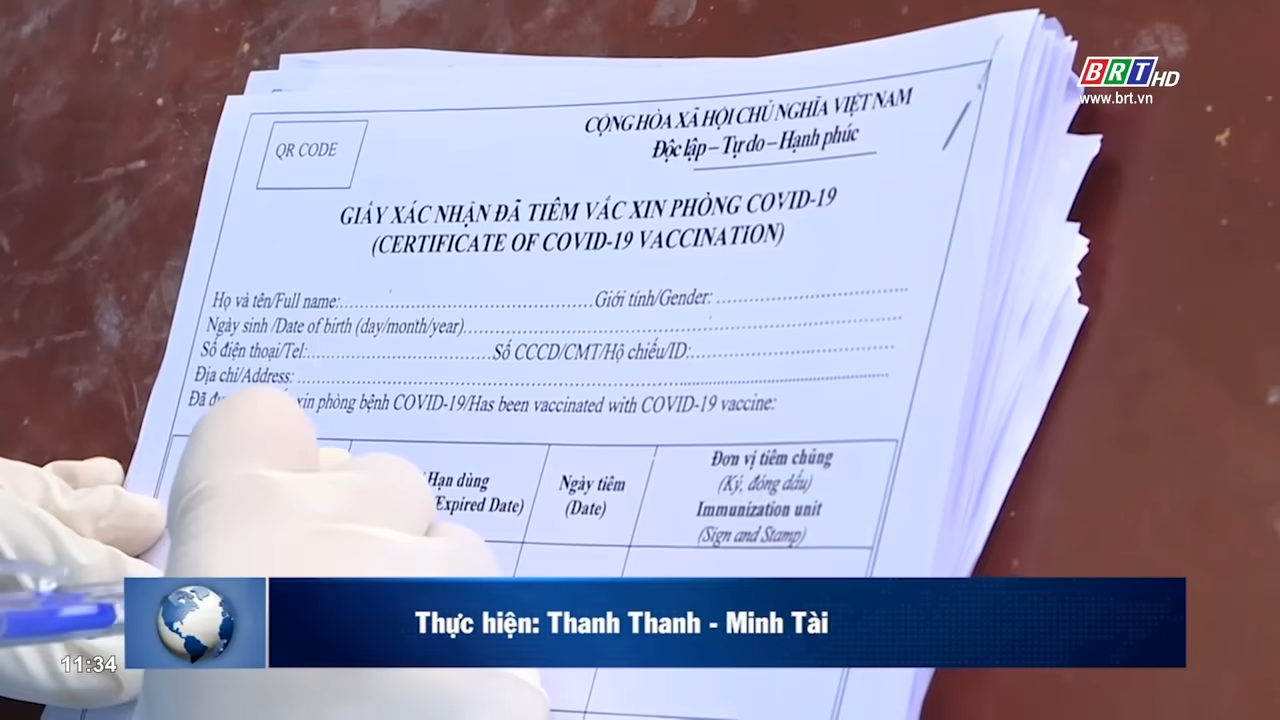 BRT HD
www.brt.vn
QR CODE
CỘNG HÒA XÃ HỘI CHỦ NGHĨA VIỆT NAM
Độc lập – Tự do – Hạnh phúc
GIẤY XÁC NHẬN ĐÃ TIÊM VẮC XIN PHÒNG COVID-19
(CERTIFICATE OF COVID-19 VACCINATION)
Họ và tên/Full name:.......................................................Giới tính/Gender: ..........................................
Ngày sinh /Date of birth (day/month/year)..........................................................................................
Số điện thoại/Tel:........................................Số CCCD/CMT/Hộ chiếu/ID:...........................................
Địa chỉ/Address: ....................................................................................................................................
Đã xin phòng bệnh COVID-19/Has been vaccinated with COVID-19 vaccine:
Hạn dùng
Expired Date)
Ngày tiêm
(Date)
Đơn vị tiêm chủng
(Ký, đóng dấu)
Immunization unit
(Sign and Stamp)
Thực hiện: Thanh Thanh - Minh Tài
11:34